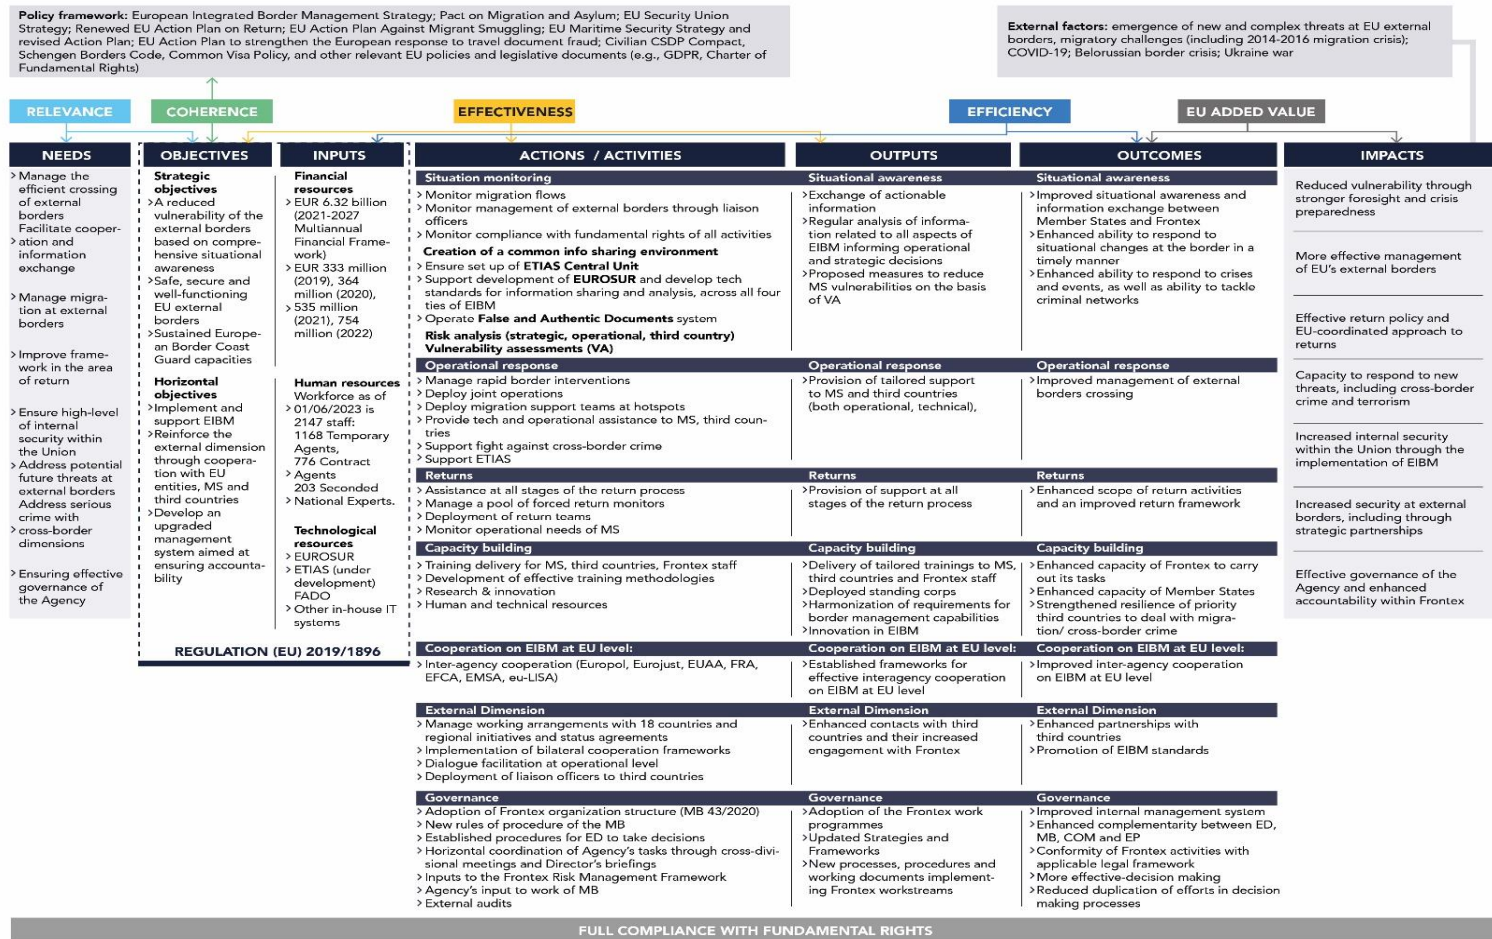 Policy framework: European Integrated Border Management Strategy; Pact on Migration and Asylum; EU Security Union
Strategy; Renewed EU Action Plan on Return; EU Action Plan Against Migrant Smuggling; EU Maritime Security Strategy and
revised Action Plan; EU Action Plan to strengthen the European response to travel document fraud; Civilian CSDP Compact,
Schengen Borders Code, Common Visa Policy, and other relevant EU policies and legislative documents (e.g., GDPR, Charter of
Fundamental Rights)
External factors: emergence of new and complex threats at EU external
borders, migratory challenges (including 2014-2016 migration crisis);
COVID-19; Belorussian border crisis; Ukraine war
RELEVANCE
COHERENCE
EFFECTIVENESS
EFFICIENCY
EU ADDED VALUE
NEEDS
> Manage the
efficient crossing
of external
borders
Facilitate cooper-
> ation and
information
exchange
> Manage migra-
tion at external
borders
> Improve frame-
work in the area
of return
> Ensure high-level
of internal
security within
the Union
> Address potential
future threats at
external borders
Address serious
crime with
> cross-border
dimensions
> Ensuring effective
governance of
the Agency
OBJECTIVES
Strategic
objectives
>A reduced
vulnerability of the
external borders
based on compre-
hensive situational
awareness
>Safe, secure and
well-functioning
EU external
borders
>Sustained Europe-
an Border Coast
Guard capacities
Horizontal
objectives
>Implement and
support EIBM
>Reinforce the
external dimension
through coopera-
tion with EU
entities, MS and
third countries
>Develop an
upgraded
management
system aimed at
ensuring accounta-
bility
INPUTS
Financial
resources
> EUR 6.32 billion
(2021-2027
Multiannual
Financial Frame-
work)
> EUR 333 million
(2019), 364
million (2020),
> 535 million
(2021), 754
million (2022)
Human resources
Workforce as of
> 01/06/2023 is
2147 staff:
1168 Temporary
Agents,
776 Contract
> Agents
203 Seconded
> National Experts.
Technological
resources
> EUROSUR
> ETIAS (under
development)
FADO
> Other in-house IT
systems
REGULATION (EU) 2019/1896
ACTIONS / ACTIVITIES
Situation monitoring
> Monitor migration flows
> Monitor management of external borders through liaison
officers
> Monitor compliance with fundamental rights of all activities
Creation of a common info sharing environment
> Ensure set up of ETIAS Central Unit
> Support development of EUROSUR and develop tech
standards for information sharing and analysis, across all four
ties of EIBM
> Operate False and Authentic Documents system
Risk analysis (strategic, operational, third country)
Vulnerability assessments (VA)
Operational response
> Manage rapid border interventions
> Deploy joint operations
> Deploy migration support teams at hotspots
> Provide tech and operational assistance to MS, third coun-
tries
> Support fight against cross-border crime
> Support ETIAS
Returns
> Assistance at all stages of the return process
> Manage a pool of forced return monitors
> Deployment of return teams
> Monitor operational needs of MS
Capacity building
> Training delivery for MS, third countries, Frontex staff
> Development of effective training methodologies
> Research & innovation
> Human and technical resources
Cooperation on EIBM at EU level:
> Inter-agency cooperation (Europol, Eurojust, EUAA, FRA,
EFCA, EMSA, eu-LISA)
External Dimension
> Manage working arrangements with 18 countries and
regional initiatives and status agreements
> Implementation of bilateral cooperation frameworks
> Dialogue facilitation at operational level
> Deployment of liaison officers to third countries
Governance
> Adoption of Frontex organization structure (MB 43/2020)
> New rules of procedure of the MB
> Established procedures for ED to take decisions
> Horizontal coordination of Agency's tasks through cross-divi-
sional meetings and Director's briefings
> Inputs to the Frontex Risk Management Framework
> Agency's input to work of MB
> External audits
OUTPUTS
Situational awareness
>Exchange of actionable
information
>Regular analysis of informa-
tion related to all aspects of
EIBM informing operational
and strategic decisions
>Proposed measures to reduce
MS vulnerabilities on the basis
of VA
Operational response
>Provision of tailored support
to MS and third countries
(both operational, technical),
Returns
>Provision of support at all
stages of the return process
Capacity building
>Delivery of tailored trainings to MS,
third countries and Frontex staff
>Deployed standing corps
>Harmonization of requirements for
border management capabilities
>Innovation in EIBM
Cooperation on EIBM at EU level:
>Established frameworks for
effective interagency cooperation
on EIBM at EU level
External Dimension
>Enhanced contacts with third
countries and their increased
engagement with Frontex
Governance
>Adoption of the Frontex work
programmes
>Updated Strategies and
Frameworks
>New processes, procedures and
working documents implement-
ing Frontex workstreams
OUTCOMES
Situational awareness
>Improved situational awareness and
information exchange between
Member States and Frontex
>Enhanced ability to respond to
situational changes at the border in a
timely manner
>Enhanced ability to respond to crises
and events, as well as ability to tackle
criminal networks
Operational response
>Improved management of external
borders crossing
Returns
>Enhanced scope of return activities
and an improved return framework
Capacity building
>Enhanced capacity of Frontex to carry
out its tasks
>Enhanced capacity of Member States
>Strengthened resilience of priority
third countries to deal with migra-
tion/ cross-border crime
Cooperation on EIBM at EU level:
>Improved inter-agency cooperation
on EIBM at EU level
External Dimension
>Enhanced partnerships with
third countries
>Promotion of EIBM standards
Governance
>Improved internal management system
>Enhanced complementarity between ED,
MB, COM and EP
>Conformity of Frontex activities with
applicable legal framework
>More effective-decision making
>Reduced duplication of efforts in decision
making processes
IMPACTS
Reduced vulnerability through
stronger foresight and crisis
preparedness
More effective management
of EU's external borders
Effective return policy and
EU-coordinated approach to
returns
Capacity to respond to new
threats, including cross-border
crime and terrorism
Increased internal security
within the Union through the
implementation of EIBM
Increased security at external
borders, including through
strategic partnerships
Effective governance of the
Agency and enhanced
accountability within Frontex
FULL COMPLIANCE WITH FUNDAMENTAL RIGHTS